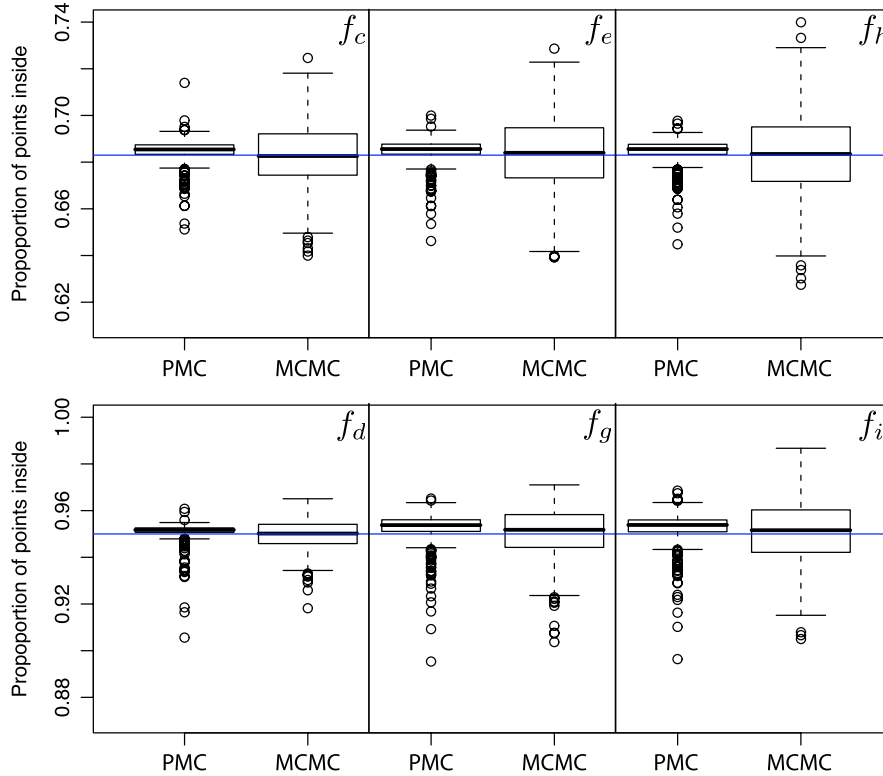 Propoportion of points inside
0.74
0.70
0.66
0.62
f_c
f_e
f_h
PMC MCMC PMC MCMC PMC MCMC
Propoportion of points inside
1.00
0.96
0.92
0.88
f_d
f_g
f_i
PMC MCMC PMC MCMC PMC MCMC